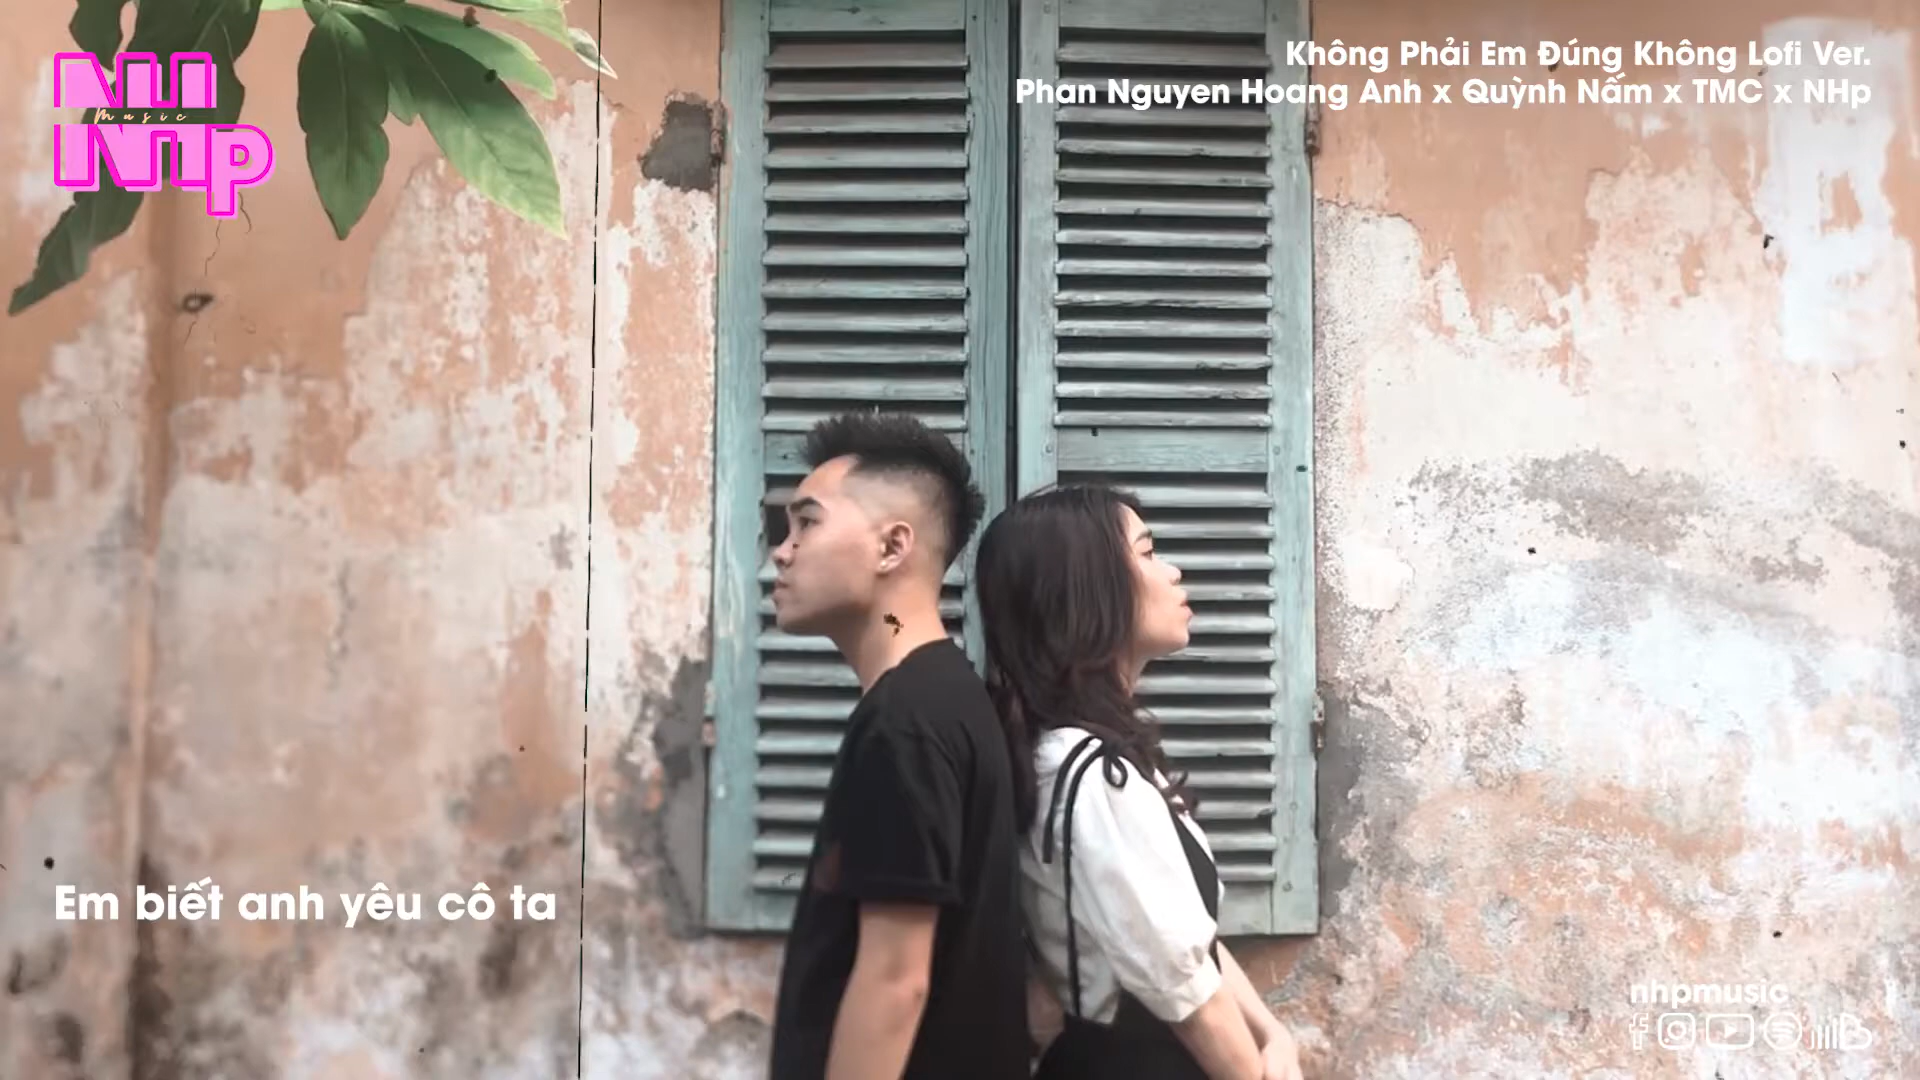 NHp
Music
Không Phải Em Đúng Không Lofi Ver.
Phan Nguyen Hoang Anh x Quỳnh Nấm x TMC x NHp
Em biết anh yêu cô ta
nhpmusic